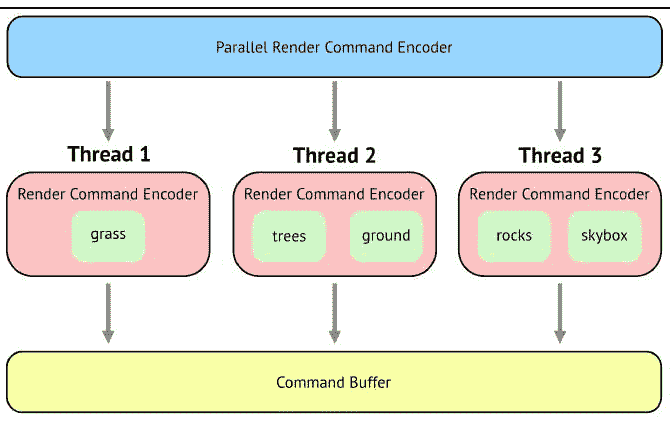 Parallel Render Command Encoder
Thread 1
Thread 2
Thread 3
Render Command Encoder
grass
Render Command Encoder
trees
ground
Render Command Encoder
rocks
skybox
Command Buffer